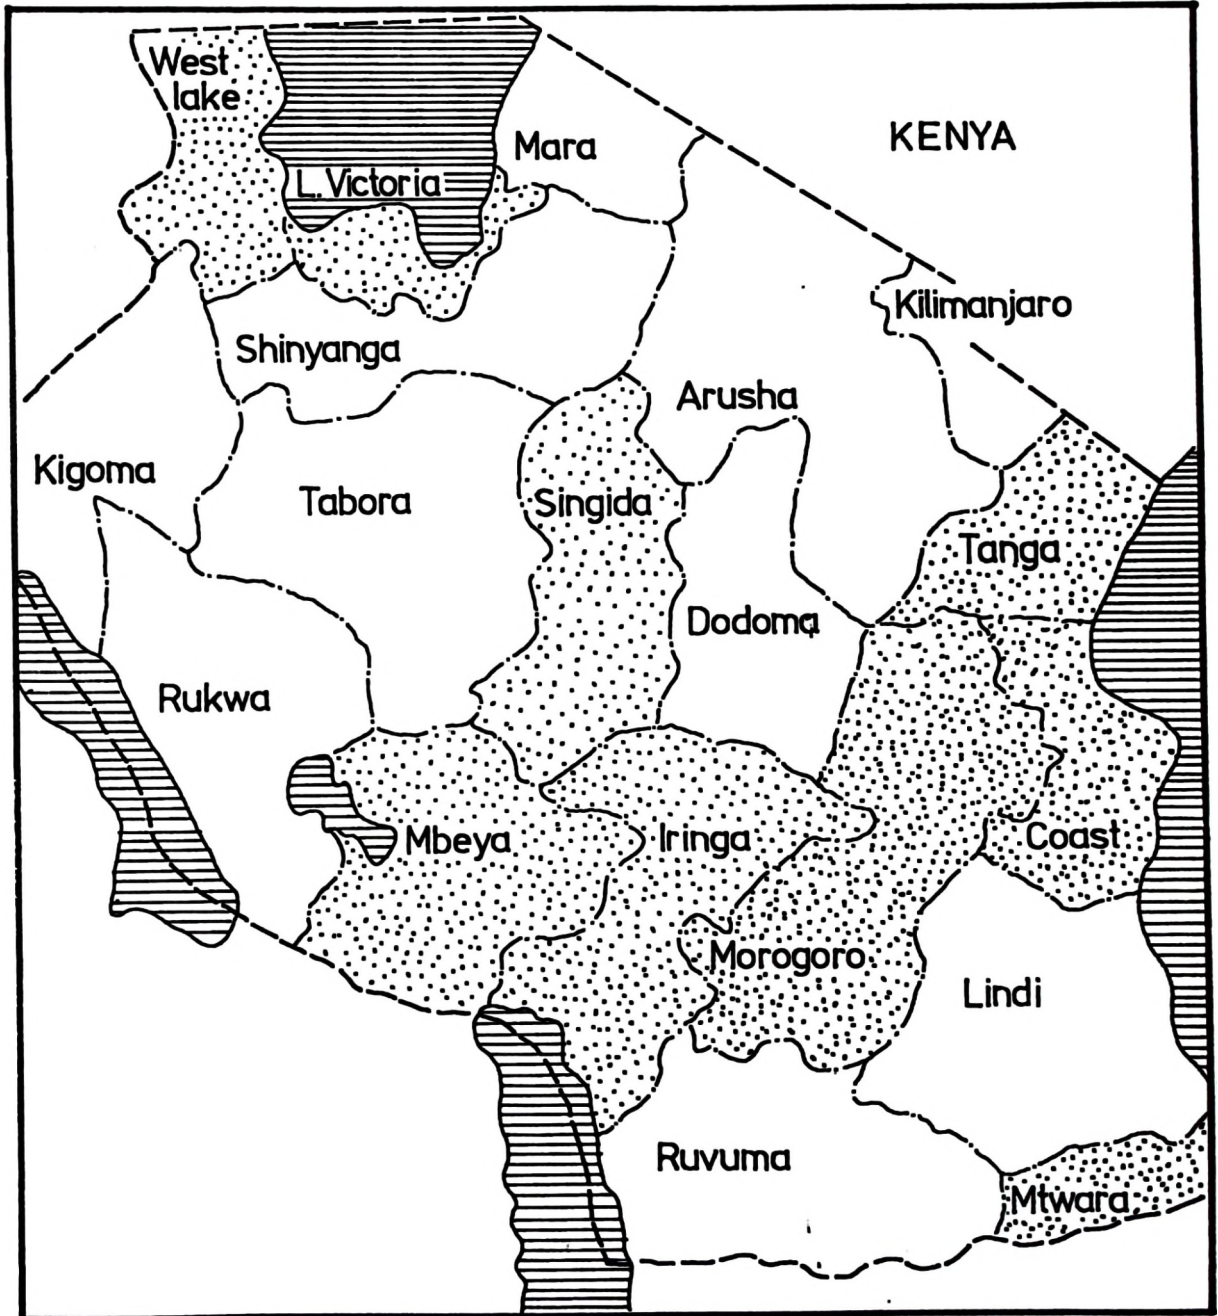 West
lake
Mara
KENYA
L. Victoria
Kilimanjaro
Shinyanga
Arusha
Kigoma
Tabora
Singida
Tanga
Dodoma
Rukwa
Mbeya
Iringa
Coast
Morogoro
Lindi
Ruvuma
Mtwara